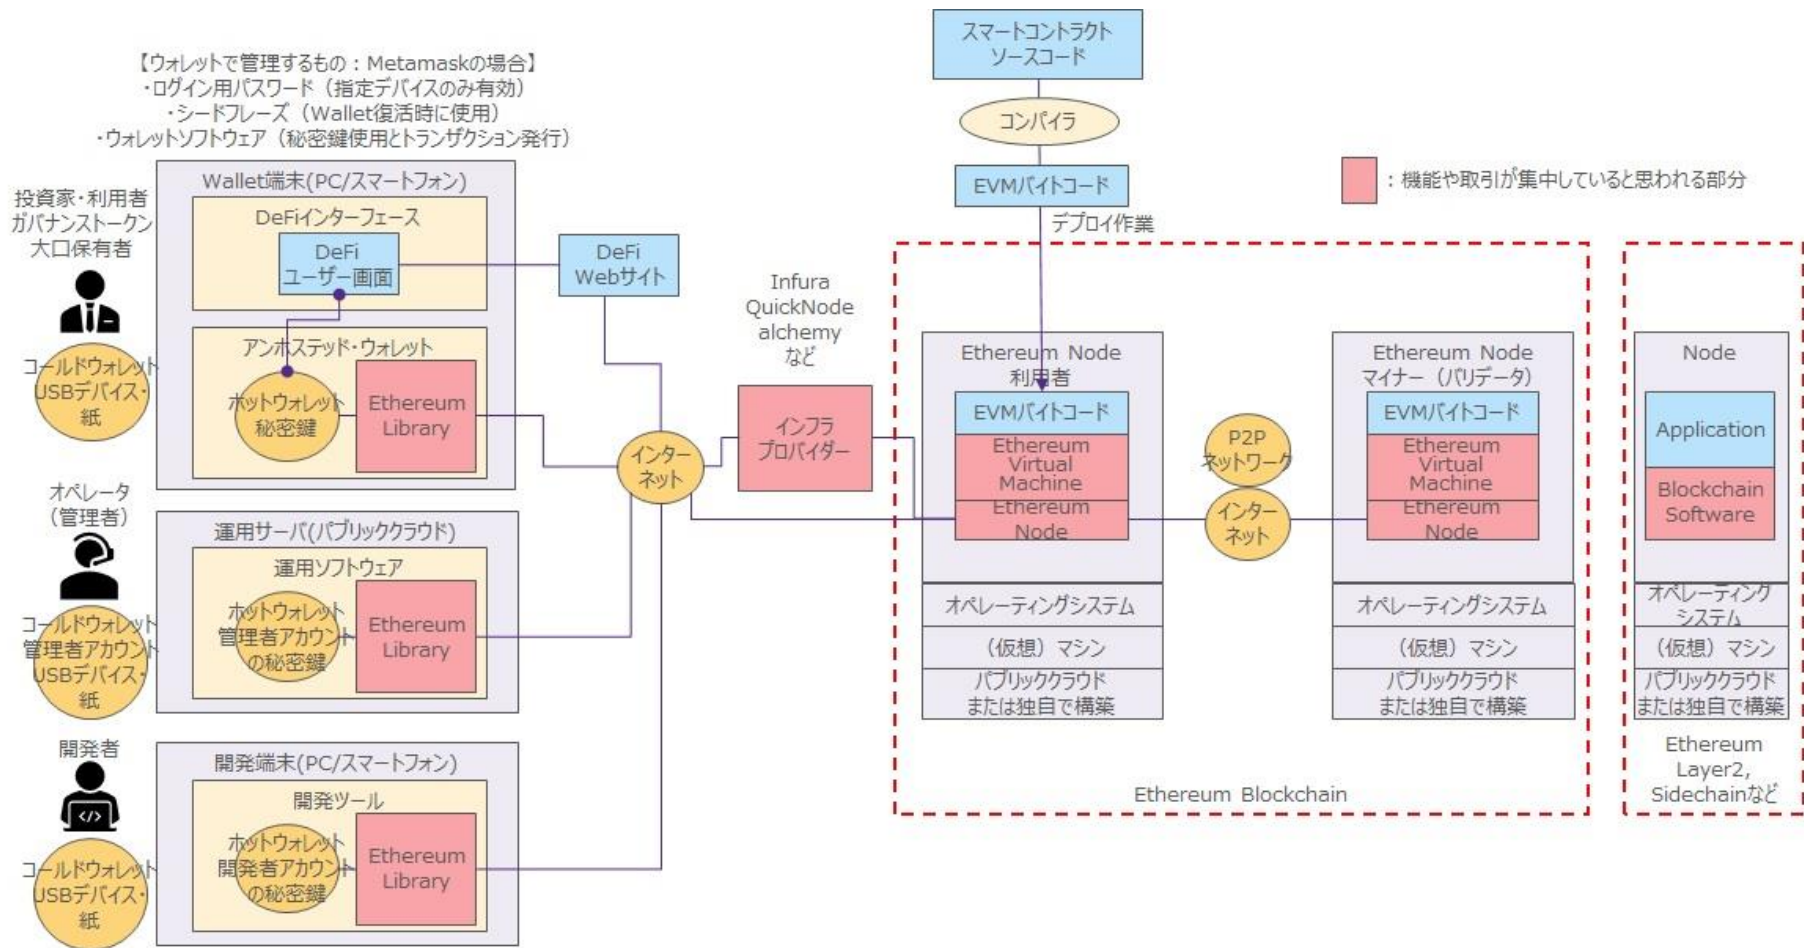 【ウォレットで管理するもの：Metamaskの場合】
・ログイン用パスワード（指定デバイスのみ有効）
・シードフレーズ（Wallet復活時に使用）
・ウォレットソフトウェア（秘密鍵使用とトランザクション発行）
投資家・利用者
ガバナンストークン
大口保有者
コールドウォレット
USBデバイス・
紙
Wallet端末(PC/スマートフォン)
DeFiインターフェース
DeFi
ユーザー画面
アンホステッド・ウォレット
ホットウォレット
秘密鍵
Ethereum
Library
DeFi
Webサイト
オペレータ
（管理者）
コールドウォレット
管理者アカウント
USBデバイス・
紙
運用サーバ(パブリッククラウド)
運用ソフトウェア
ホットウォレット
管理者アカウント
の秘密鍵
Ethereum
Library
開発者
コールドウォレット
USBデバイス・
紙
開発端末(PC/スマートフォン)
開発ツール
ホットウォレット
開発者アカウント
の秘密鍵
Ethereum
Library
インター
ネット
Infura
QuickNode
alchemy
など
インフラ
プロバイダー
スマートコントラクト
ソースコード
コンパイラ
EVMバイトコード
デプロイ作業
：機能や取引が集中していると思われる部分
Ethereum Node
利用者
EVMバイトコード
Ethereum
Virtual
Machine
Ethereum
Node
オペレーティングシステム
（仮想）マシン
パブリッククラウド
または独自で構築
P2P
ネットワーク
インター
ネット
Ethereum Node
マイナー（バリデータ）
EVMバイトコード
Ethereum
Virtual
Machine
Ethereum
Node
オペレーティングシステム
（仮想）マシン
パブリッククラウド
または独自で構築
Ethereum Blockchain
Node
Application
Blockchain
Software
オペレーティング
システム
（仮想）マシン
パブリッククラウド
または独自で構築
Ethereum
Layer2,
Sidechainなど